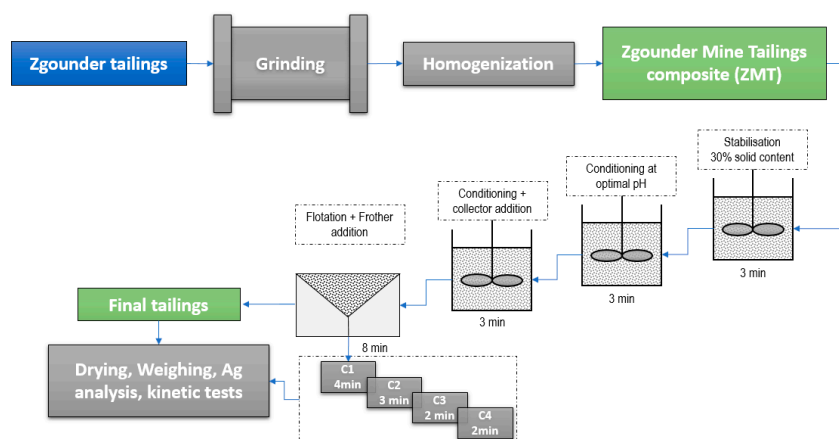 Zgounder tailings
Grinding
Homogenization
Zgounder Mine Tailings
composite (ZMT)
Stabilisation
30% solid content
3 min
Conditioning at
optimal pH
3 min
Conditioning +
collector addition
3 min
Flotation + Frother
addition
8 min
Final tailings
C1
4min
C2
3 min
C3
2 min
C4
2min
Drying, Weighing, Ag
analysis, kinetic tests